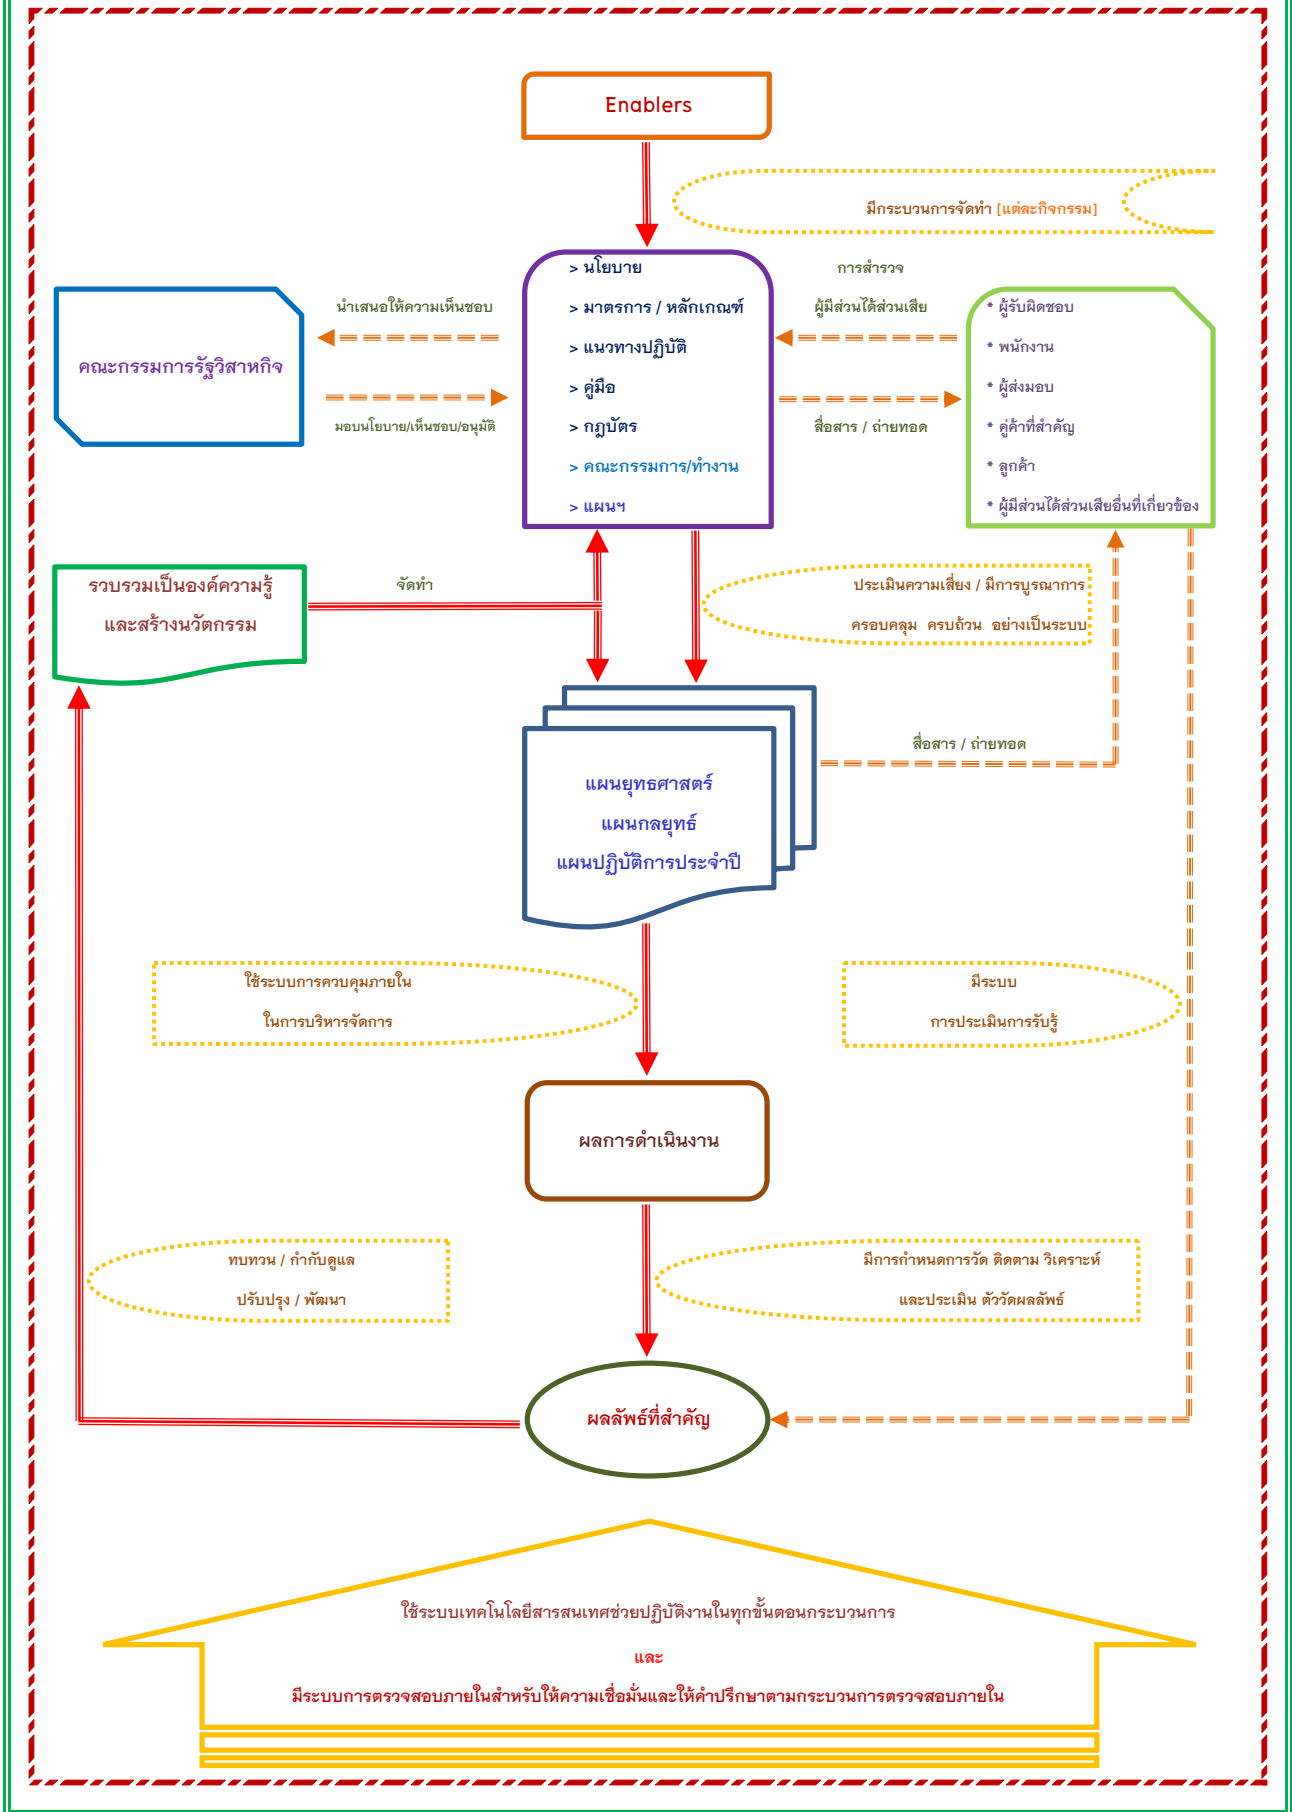 Enablers
มีกระบวนการจัดทำ [แต่ละกิจกรรม]
> นโยบาย
> มาตรการ / หลักเกณฑ์
> แนวทางปฏิบัติ
> คู่มือ
> กฎบัตร
> คณะกรรมการ/ทำงาน
> แผนฯ
นำเสนอให้ความเห็นชอบ
คณะกรรมการรัฐวิสาหกิจ
มอบนโยบาย/เห็นชอบ/อนุมัติ
การสำรวจ
ผู้มีส่วนได้ส่วนเสีย
สื่อสาร / ถ่ายทอด
* ผู้รับผิดชอบ
* พนักงาน
* ผู้ส่งมอบ
* คู่ค้าที่สำคัญ
* ลูกค้า
* ผู้มีส่วนได้ส่วนเสียอื่นที่เกี่ยวข้อง
รวบรวมเป็นองค์ความรู้
และสร้างนวัตกรรม
จัดทำ
ประเมินความเสี่ยง / มีการบูรณาการ
ครอบคลุม ครบถ้วน อย่างเป็นระบบ
สื่อสาร / ถ่ายทอด
แผนยุทธศาสตร์
แผนกลยุทธ์
แผนปฏิบัติการประจำปี
ใช้ระบบการควบคุมภายใน
ในการบริหารจัดการ
มีระบบ
การประเมินการรับรู้
ผลการดำเนินงาน
ทบทวน / กำกับดูแล
ปรับปรุง / พัฒนา
มีการกำหนดการวัด ติดตาม วิเคราะห์
และประเมิน ตัววัดผลลัพธ์
ผลลัพธ์ที่สำคัญ
ใช้ระบบเทคโนโลยีสารสนเทศช่วยปฏิบัติงานในทุกขั้นตอนกระบวนการ
และ
มีระบบการตรวจสอบภายในสำหรับให้ความเชื่อมั่นและให้คำปรึกษาตามกระบวนการตรวจสอบภายใน